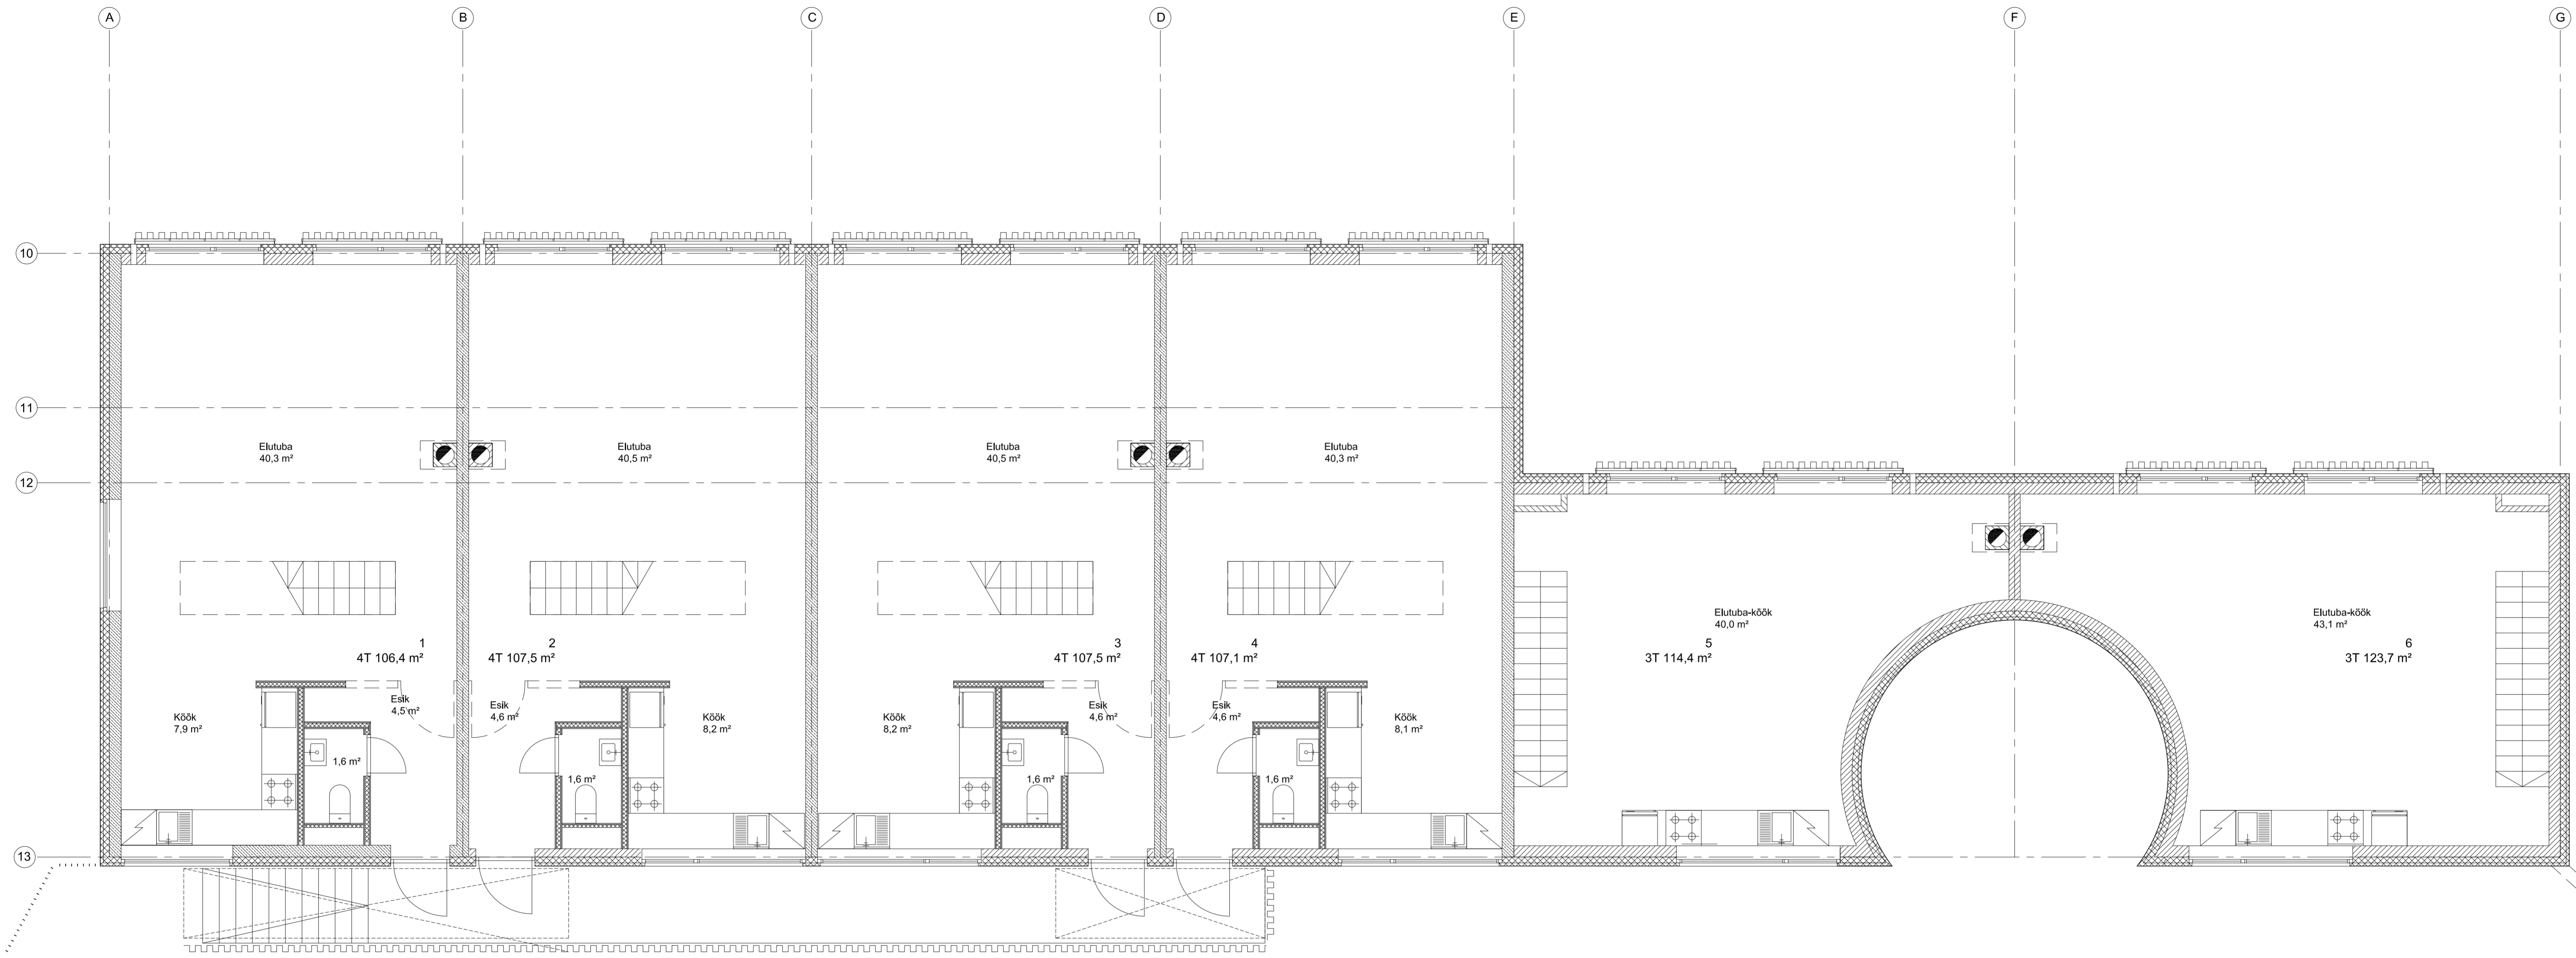 A
B
C
D
E
F
G
10
11
12
13
Elutuba
40,3 m²
Elutuba
40,5 m²
Elutuba
40,5 m²
Elutuba
40,3 m²
Elutuba-köök
40,0 m²
Elutuba-köök
43,1 m²
1
4T 106,4 m²
2
4T 107,5 m²
3
4T 107,5 m²
4
4T 107,1 m²
5
3T 114,4 m²
6
3T 123,7 m²
Köök
7,9 m²
Esik
4,5 m²
Esik
4,6 m²
Köök
8,2 m²
Köök
8,2 m²
Esik
4,6 m²
Esik
4,6 m²
Köök
8,1 m²
1,6 m²
1,6 m²
1,6 m²
1,6 m²